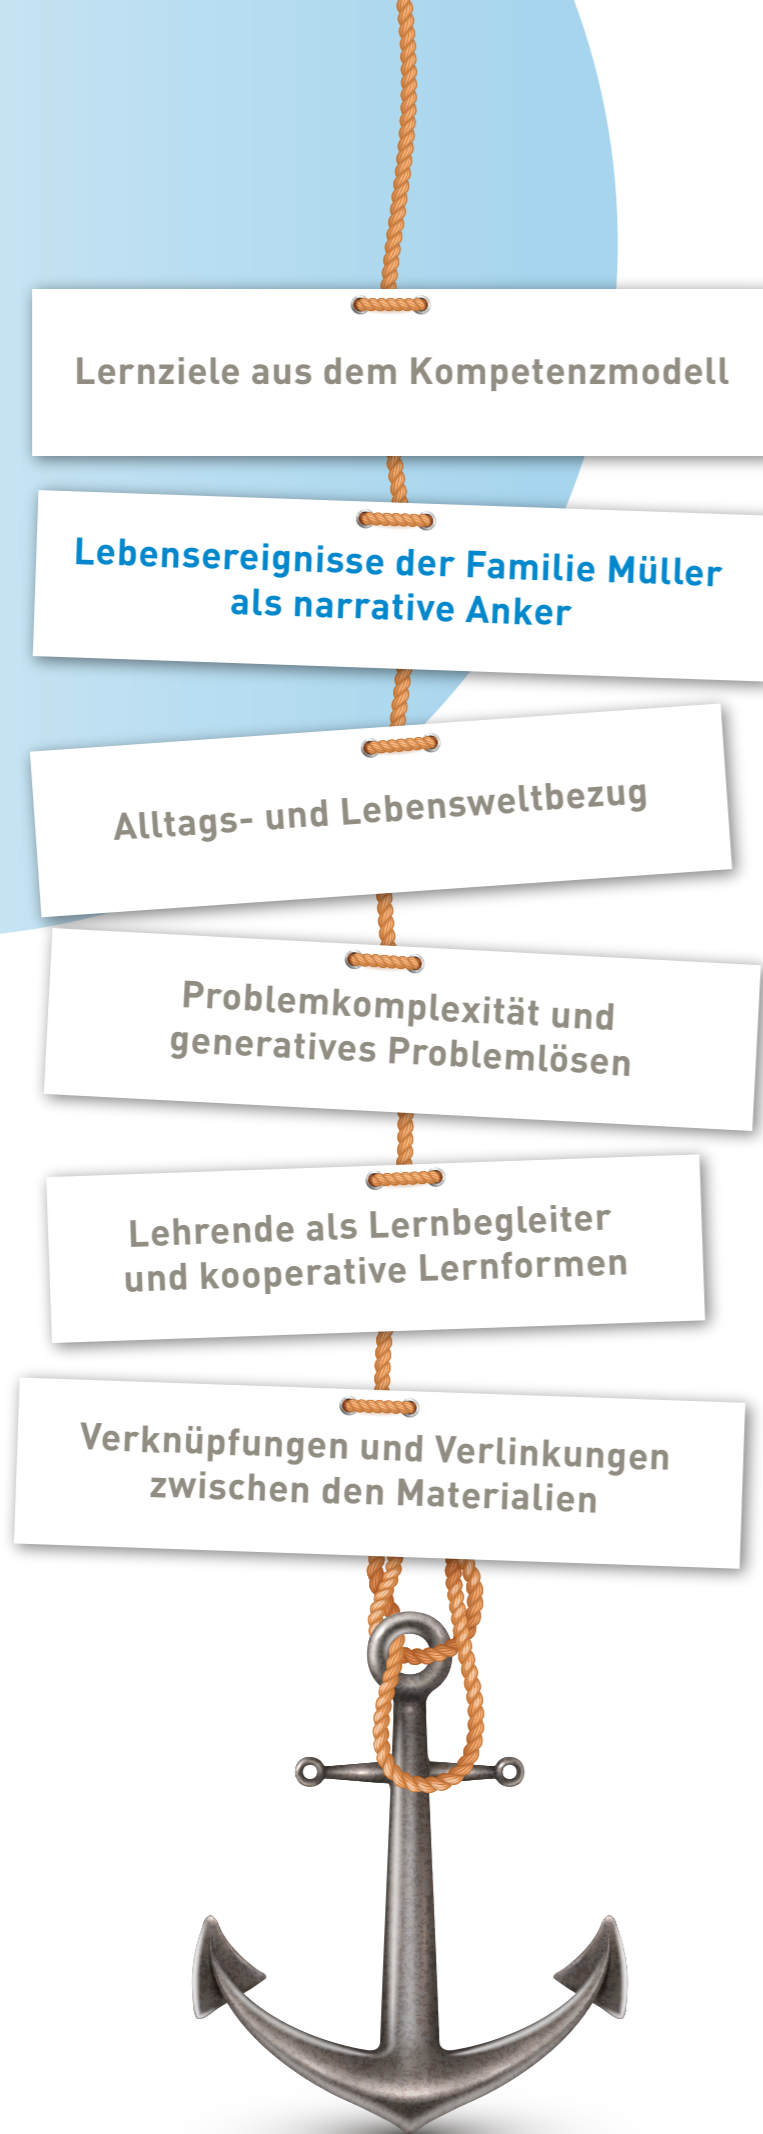 Lernziele aus dem Kompetenzmodell
Lebensereignisse der Familie Müller
als narrative Anker
Alltags- und Lebensweltbezug
Problemkomplexität und
generatives Problemlösen
Lehrende als Lernbegleiter
und kooperative Lernformen
Verknüpfungen und Verlinkungen
zwischen den Materialien